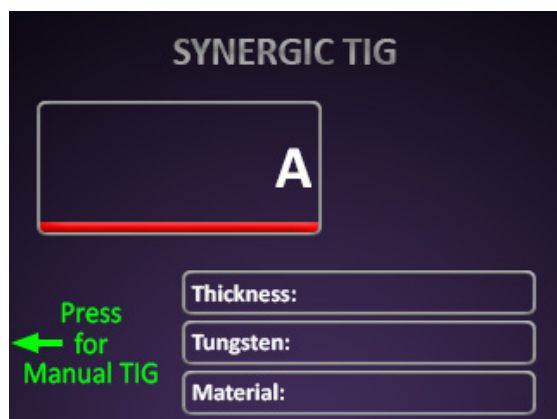 SYNERGIC TIG
A
Press
for
Manual TIG
Thickness:
Tungsten:
Material: